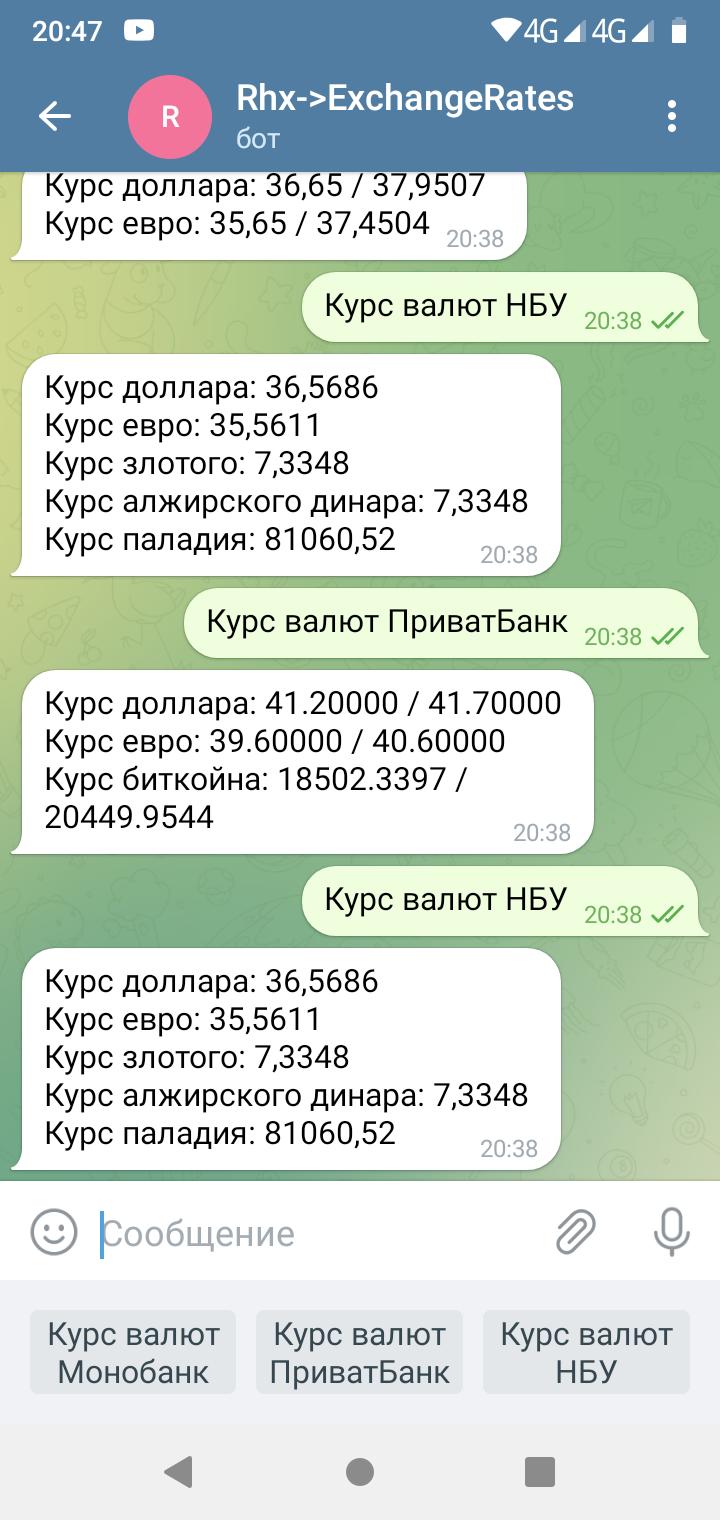 20:47
4G 4G
R
Rhx->ExchangeRates
бот
Курс доллара: 36,65 / 37,9507
Курс евро: 35,65 / 37,4504
20:38
Курс валют НБУ
20:38
Курс доллара: 36,5686
Курс евро: 35,5611
Курс злотого: 7,3348
Курс алжирского динара: 7,3348
Курс паладия: 81060,52
20:38
Курс валют ПриватБанк
20:38
Курс доллара: 41.20000 / 41.70000
Курс евро: 39.60000 / 40.60000
Курс биткойна: 18502.3397 /
20449.9544
20:38
Курс валют НБУ
20:38
Курс доллара: 36,5686
Курс евро: 35,5611
Курс злотого: 7,3348
Курс алжирского динара: 7,3348
Курс паладия: 81060,52
20:38
Сообщение
Курс валют
Монобанк
Курс валют
ПриватБанк
Курс валют
НБУ